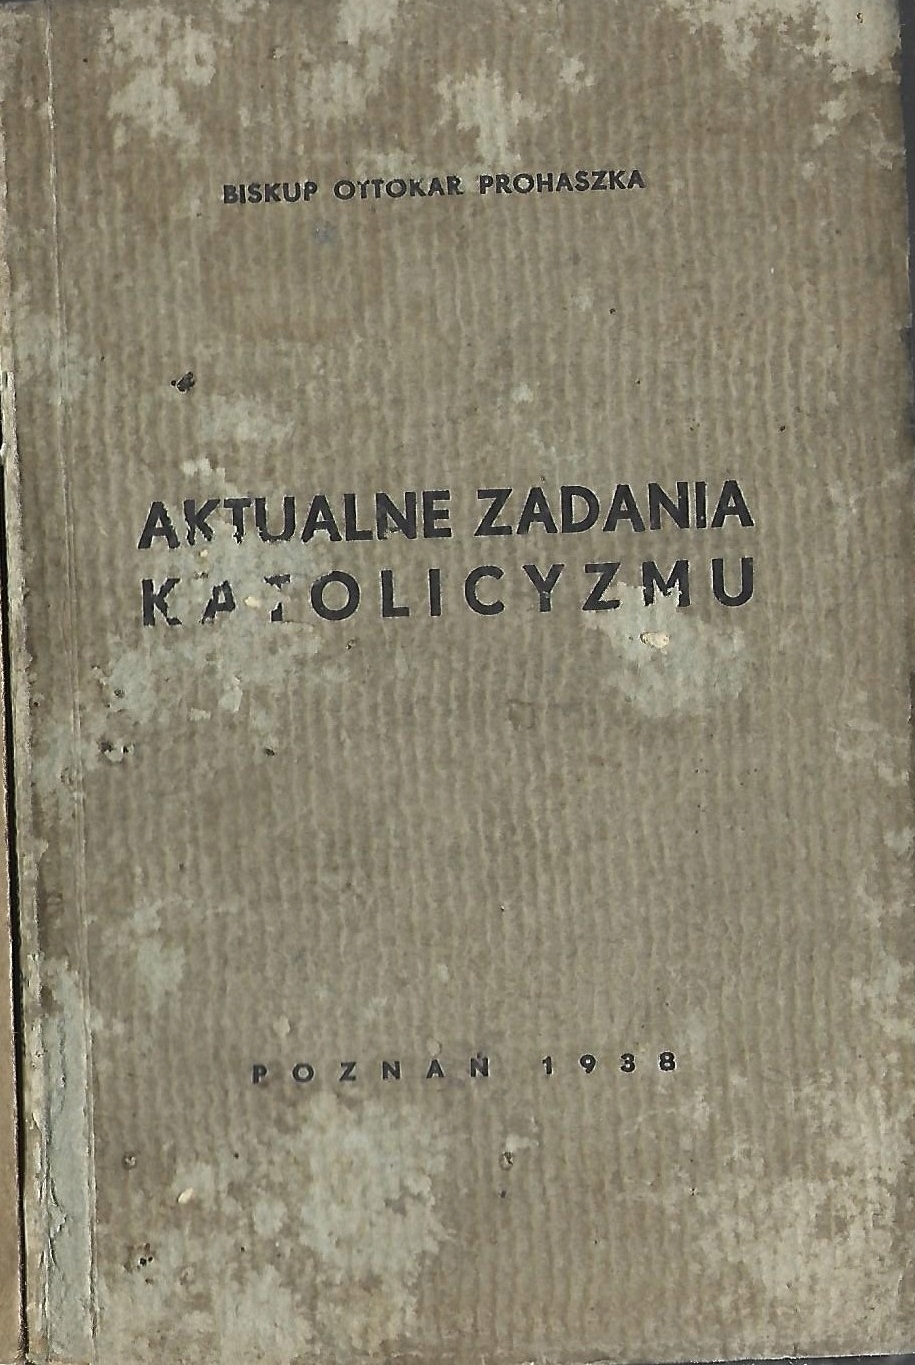 BISKUP OTTOKAR PROHASZKA
AKTUALNE ZADANIA
KATOLICYZMU
POZNAŃ 1938